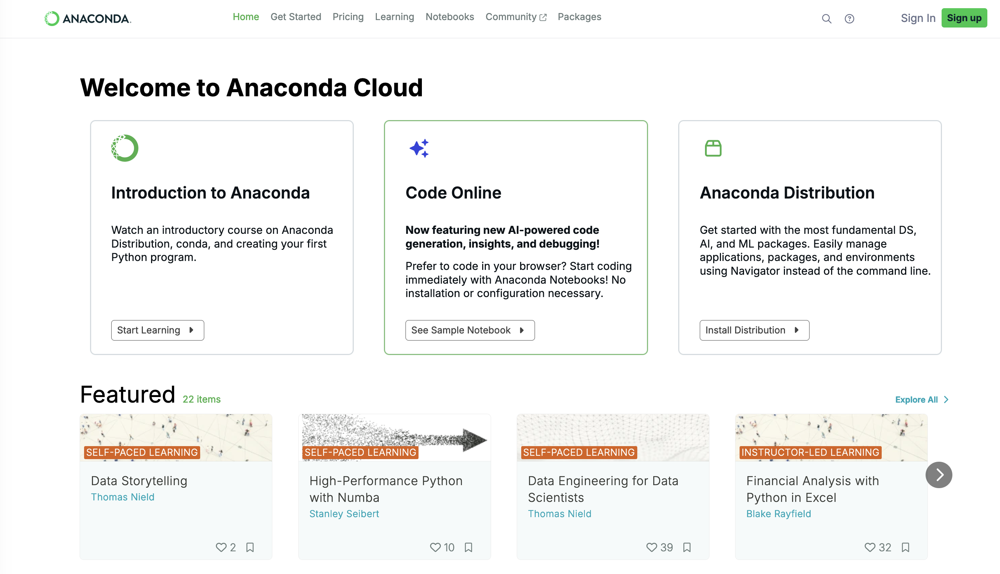 ANACONDA.
Home Get Started Pricing Learning Notebooks Community Packages
Sign In Sign up
Welcome to Anaconda Cloud
Introduction to Anaconda
Watch an introductory course on Anaconda
Distribution, conda, and creating your first
Python program.
Start Learning
Code Online
Now featuring new AI-powered code
generation, insights, and debugging!
Prefer to code in your browser? Start coding
immediately with Anaconda Notebooks! No
installation or configuration necessary.
See Sample Notebook
Anaconda Distribution
Get started with the most fundamental DS,
AI, and ML packages. Easily manage
applications, packages, and environments
using Navigator instead of the command line.
Install Distribution
Featured 22 items
Explore All
SELF-PACED LEARNING
Data Storytelling
Thomas Nield
2
SELF-PACED LEARNING
High-Performance Python
with Numba
Stanley Seibert
10
SELF-PACED LEARNING
Data Engineering for Data
Scientists
Thomas Nield
39
INSTRUCTOR-LED LEARNING
Financial Analysis with
Python in Excel
Blake Rayfield
32